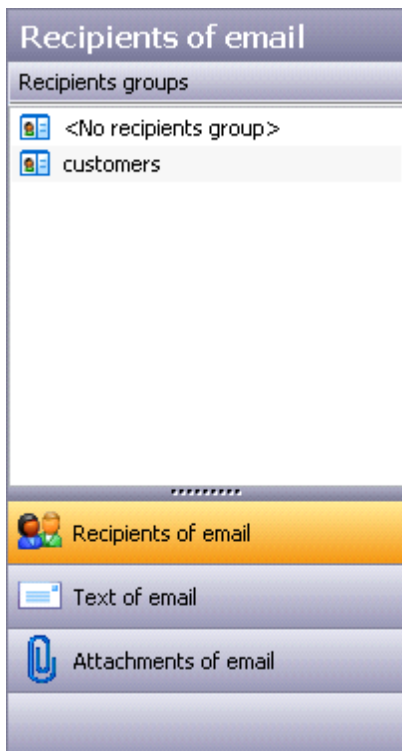 Recipients of email
Recipients groups
<No recipients group>
customers
Recipients of email
Text of email
Attachments of email